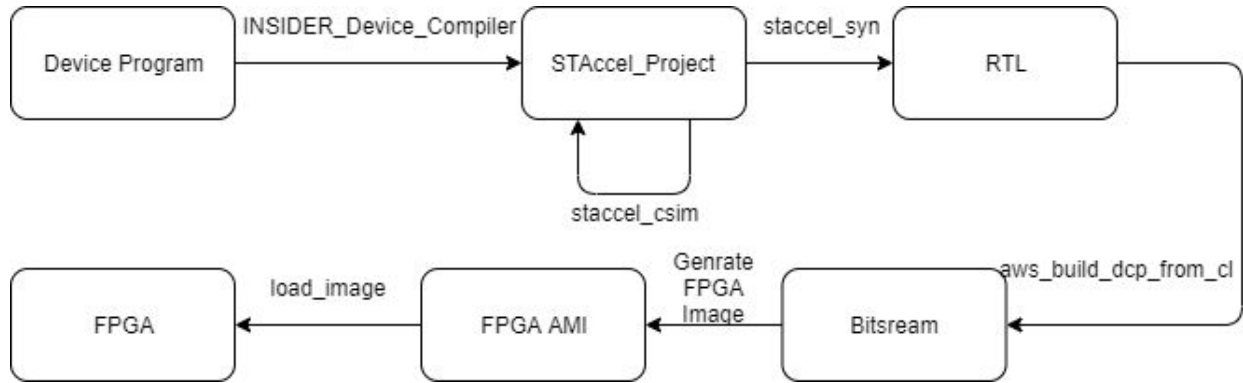 INSIDER_Device_Compiler
staccel_syn
Device Program
STAccel_Project
RTL
staccel_csim
Genrate
FPGA
Image
aws_build_dcp_from_cl
load_image
FPGA
FPGA AMI
Bitsream